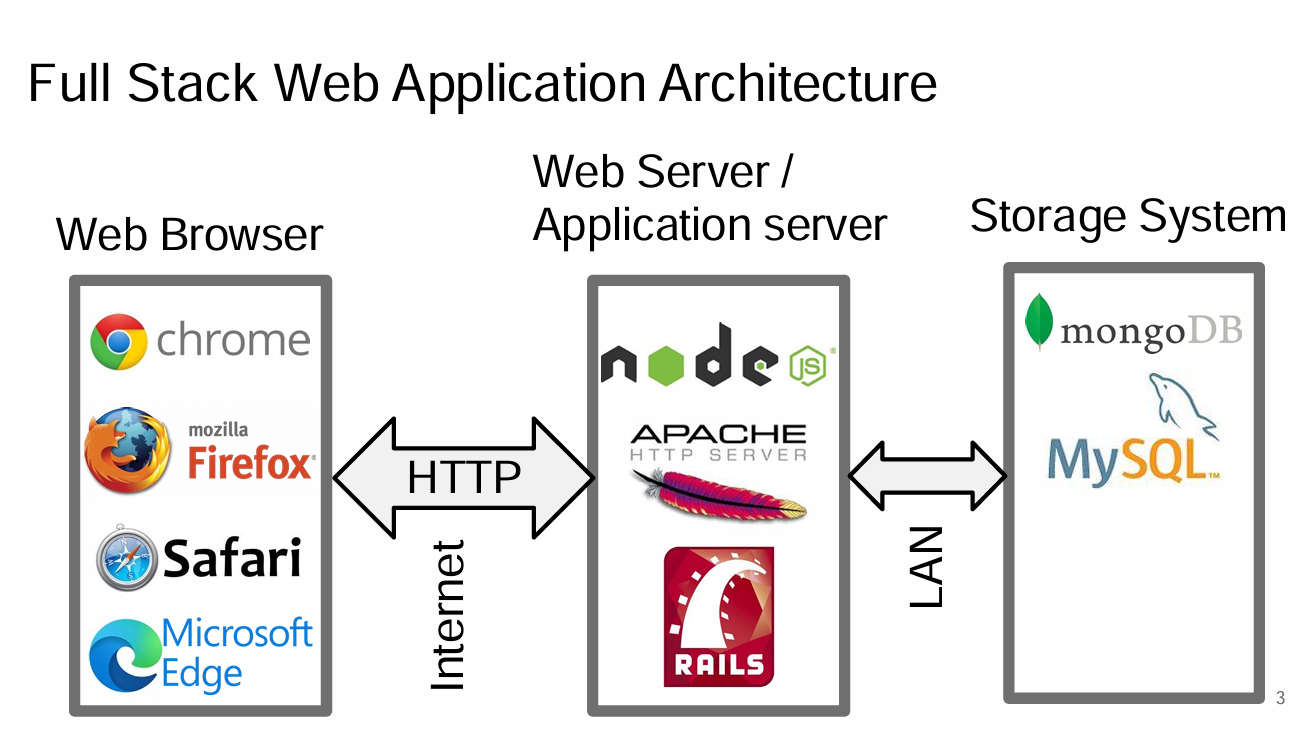 Full Stack Web Application Architecture
Web Browser
chrome
mozilla
Firefox®
Safari
Microsoft
Edge
HTTP
Internet
Web Server /
Application server
node
JS®
APACHE
HTTP SERVER
RAILS
LAN
Storage System
mongoDB
MySQL™
3